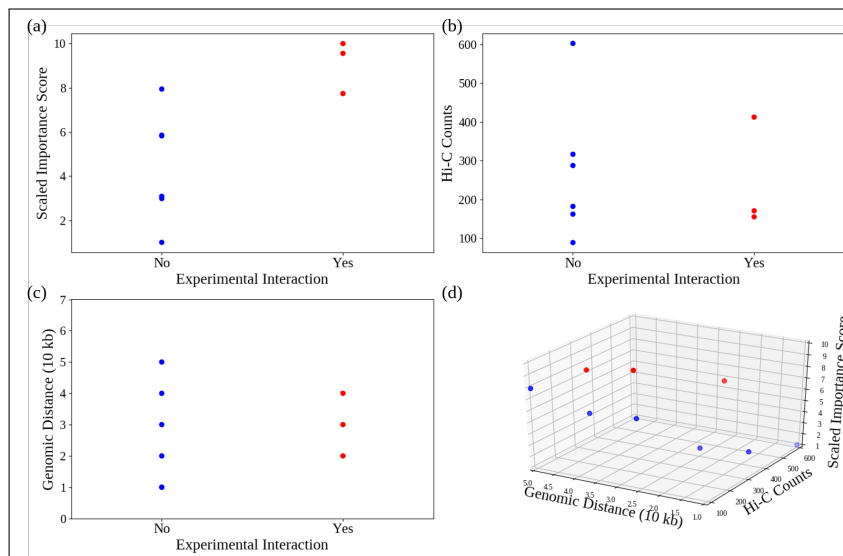 (a)
Scaled Importance Score
10
8
6
4
2
No
Yes
Experimental Interaction
(b)
Hi-C Counts
600
500
400
300
200
100
No
Yes
Experimental Interaction
(c)
Genomic Distance (10 kb)
7
6
5
4
3
2
1
0
No
Yes
Experimental Interaction
(d)
Scaled Importance Score
10
9
8
7
6
5
4
3
2
1
Hi-C Counts
600
500
400
300
200
100
Genomic Distance (10 kb)
5.0
4.5
4.0
3.5
3.0
2.5
2.0
1.5
1.0